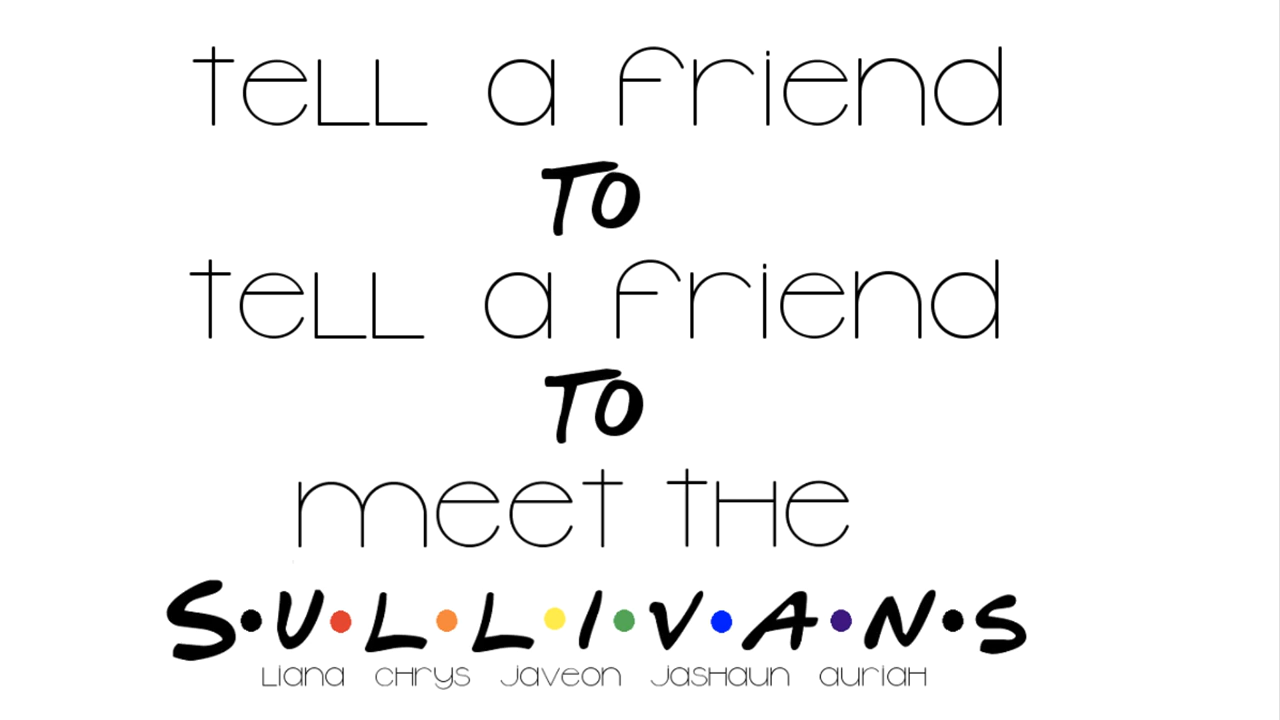 tell a friend
TO
tell a friend
TO
meet the
S•U•L•L•I•V•A•N•S
Liana chrys Javeon Jashaun auriah